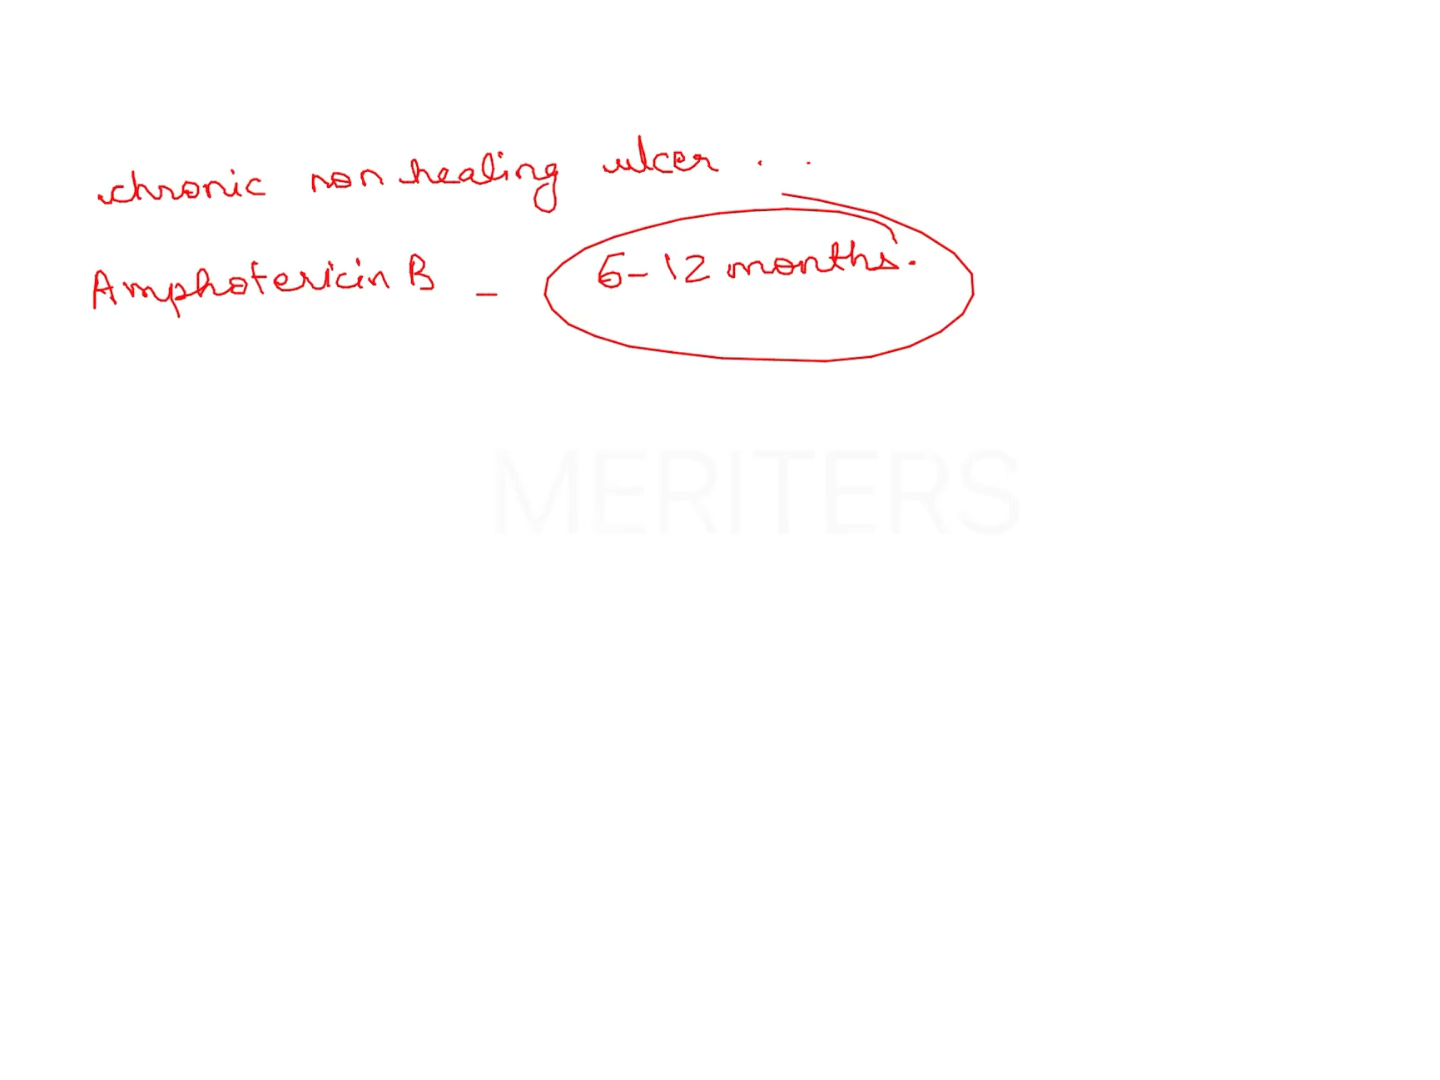 chronic non healing ulcer . .
Amphotericin B - 6-12 months.
MERITERS